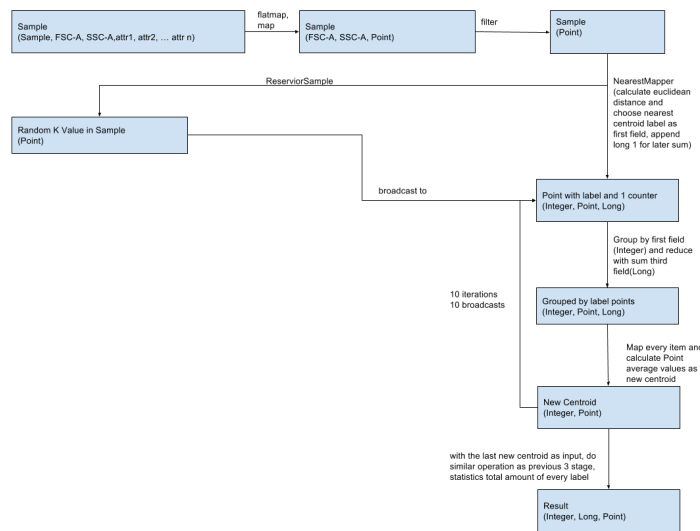 Sample
(Sample, FSC-A, SSC-A,attr1, attr2, ... attr n)
flatmap,
map
Sample
(FSC-A, SSC-A, Point)
filter
Sample
(Point)
ReserviorSample
NearestMapper
(calculate euclidean
distance and
choose nearest
centroid label as
first field, append
long 1 for later sum)
Random K Value in Sample
(Point)
broadcast to
Point with label and 1 counter
(Integer, Point, Long)
Group by first field
(Integer) and reduce
with sum third
field(Long)
10 iterations
10 broadcasts
Grouped by label points
(Integer, Point, Long)
Map every item and
calculate Point
average values as
new centroid
New Centroid
(Integer, Point)
with the last new centroid as input, do
similar operation as previous 3 stage,
statistics total amount of every label
Result
(Integer, Long, Point)